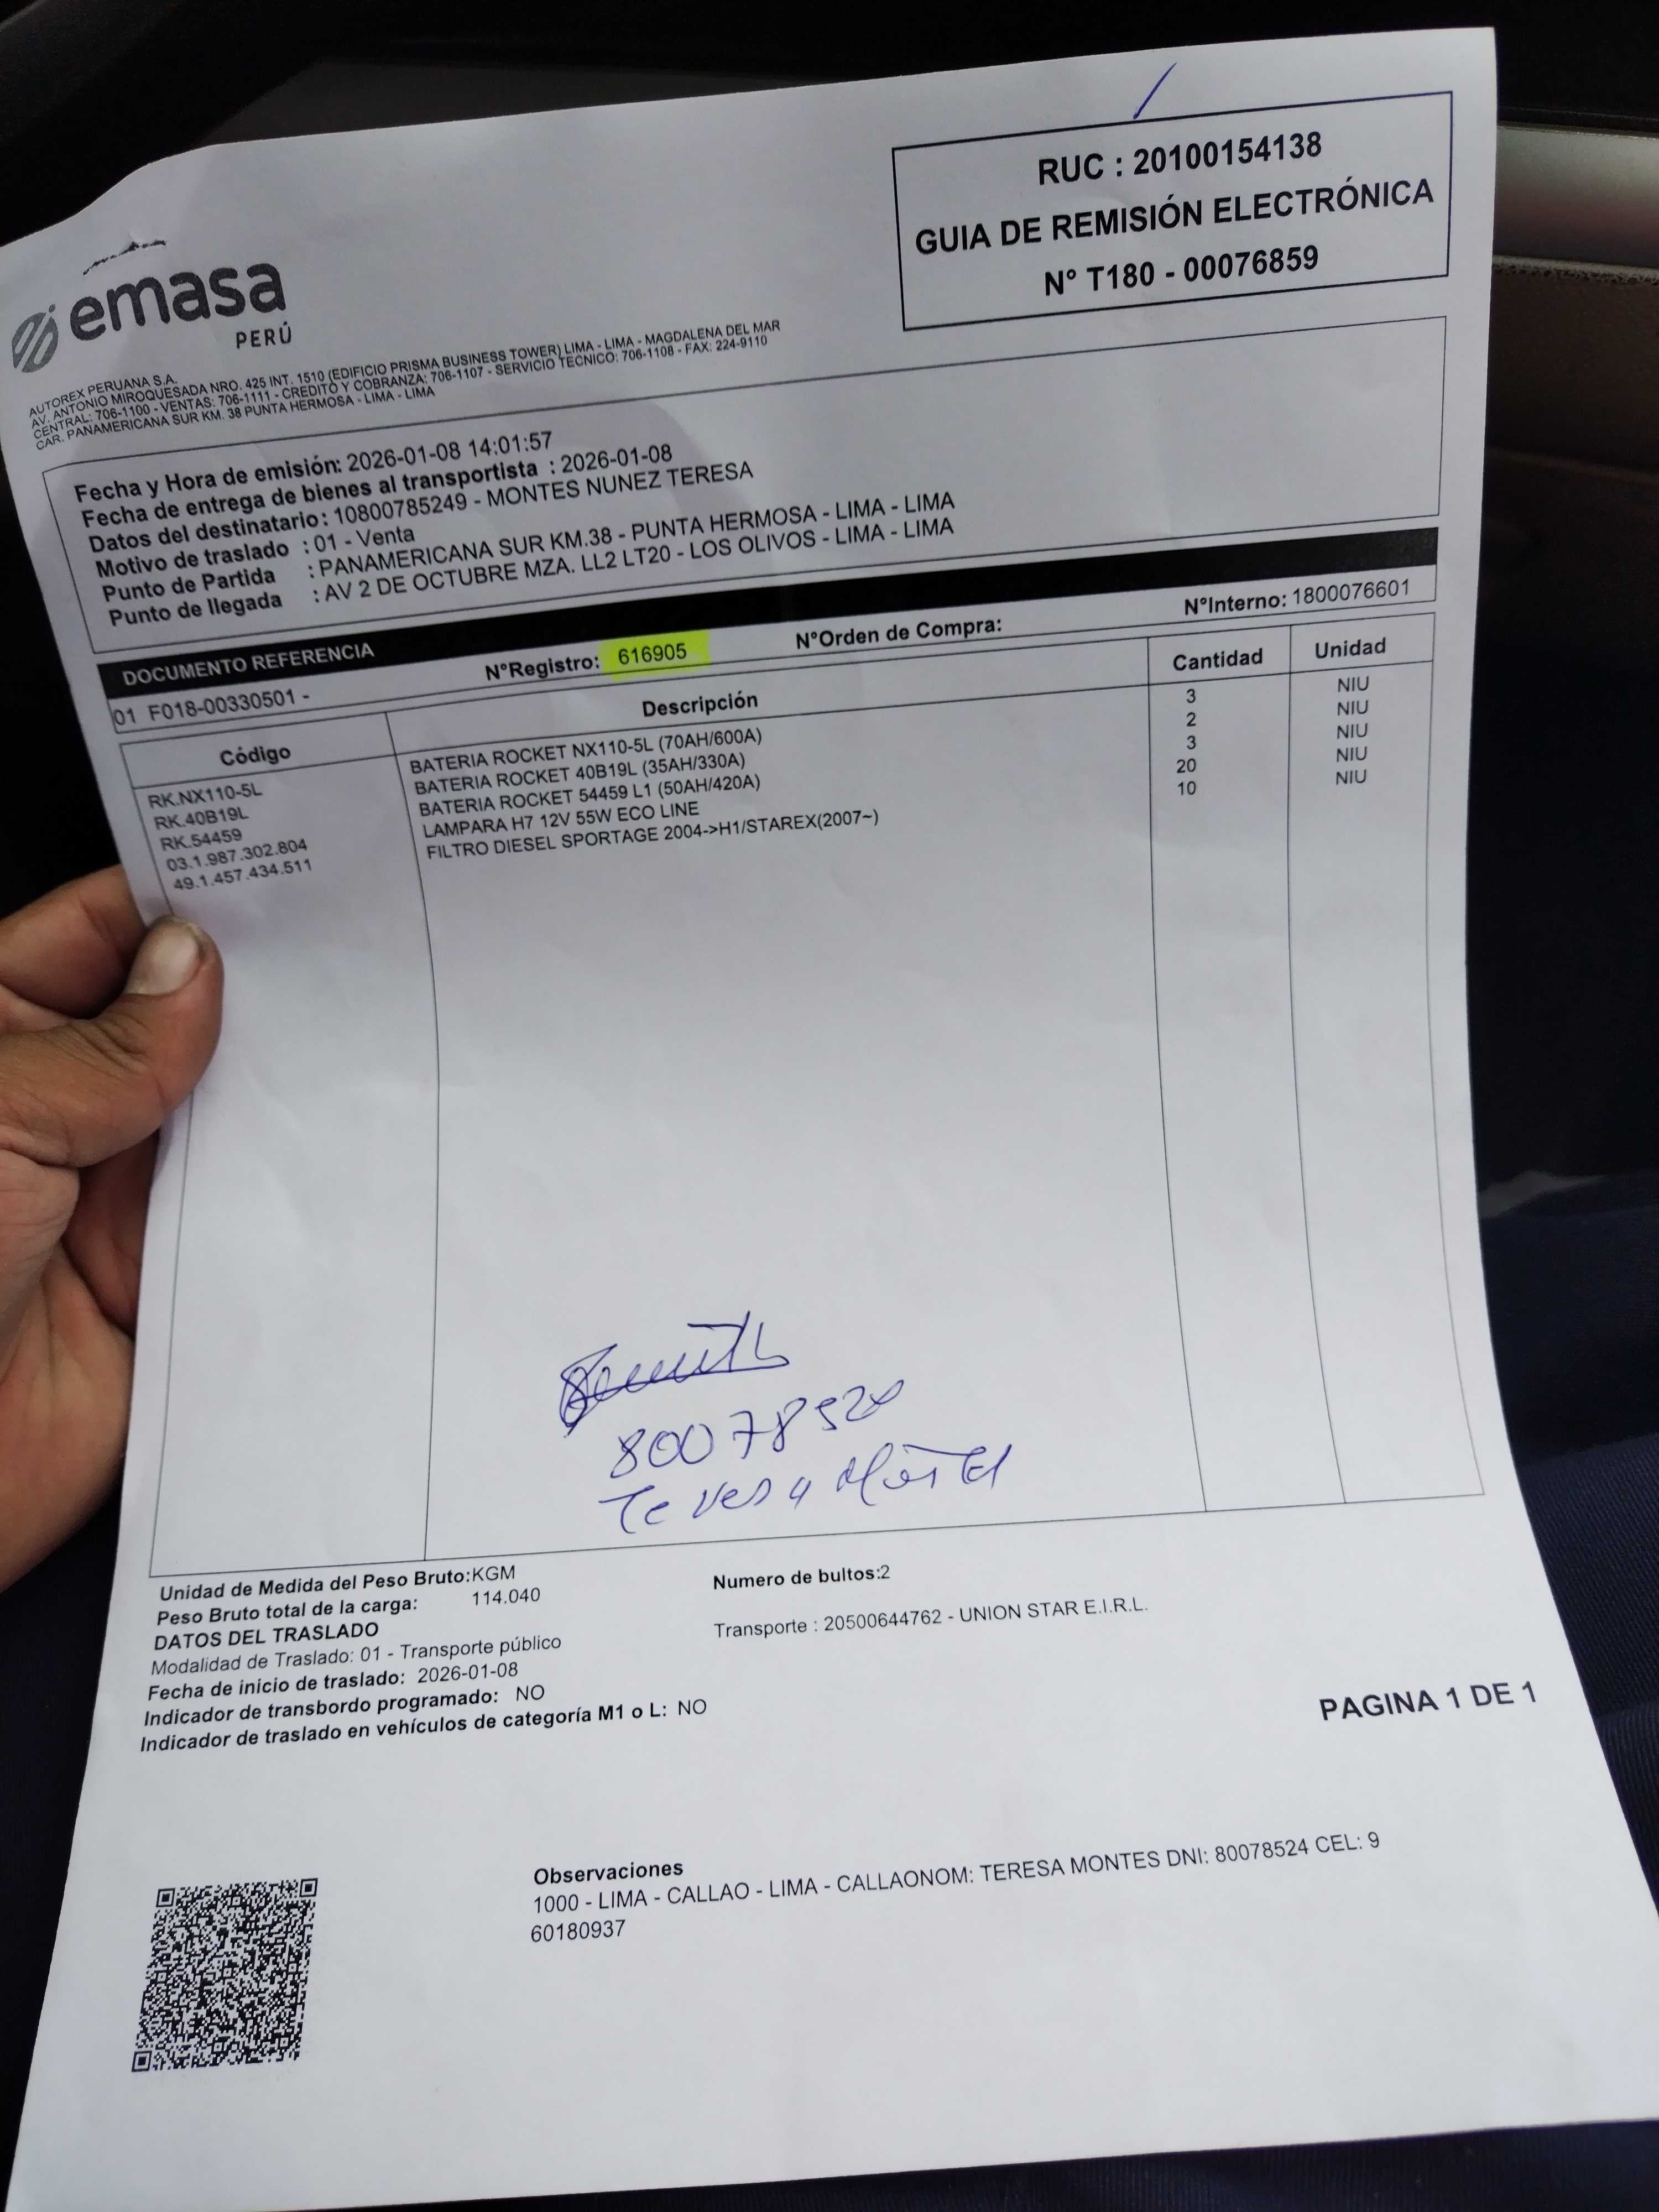 RUC : 20100154138
GUIA DE REMISIÓN ELECTRÓNICA
N° T180 - 00076859
emasa
PERÚ
AUTOREX PERUANA S.A.
AV. ANTONIO MIROQUESADA NRO. 425 INT. 1510 (EDIFICIO PRISMA BUSINESS TOWER) LIMA - LIMA - MAGDALENA DEL MAR
CENTRAL: 706-1100 - VENTAS: 706-1111 - CREDITO Y COBRANZA: 706-1107 - SERVICIO TECNICO: 706-1108 - FAX: 224-9110
CAR. PANAMERICANA SUR KM. 38 PUNTA HERMOSA - LIMA - LIMA
Fecha y Hora de emisión: 2026-01-08 14:01:57
Fecha de entrega de bienes al transportista : 2026-01-08
Datos del destinatario : 10800785249 - MONTES NUNEZ TERESA
Motivo de traslado : 01 - Venta
Punto de Partida : PANAMERICANA SUR KM.38 - PUNTA HERMOSA - LIMA - LIMA
Punto de llegada : AV 2 DE OCTUBRE MZA. LL2 LT20 - LOS OLIVOS - LIMA - LIMA
DOCUMENTO REFERENCIA
01 F018-00330501 - N°Registro: 616905 N°Orden de Compra: N°Interno: 1800076601
Código Descripción Cantidad Unidad
RK.NX110-5L BATERIA ROCKET NX110-5L (70AH/600A) 3 NIU
RK.40B19L BATERIA ROCKET 40B19L (35AH/330A) 2 NIU
RK.54459 BATERIA ROCKET 54459 L1 (50AH/420A) 3 NIU
03.1.987.302.804 LAMPARA H7 12V 55W ECO LINE 20 NIU
49.1.457.434.511 FILTRO DIESEL SPORTAGE 2004->H1/STAREX(2007~) 10 NIU
Unidad de Medida del Peso Bruto:KGM Numero de bultos:2
Peso Bruto total de la carga: 114.040
DATOS DEL TRASLADO Transporte : 20500644762 - UNION STAR E.I.R.L.
Modalidad de Traslado: 01 - Transporte público
Fecha de inicio de traslado: 2026-01-08
Indicador de transbordo programado: NO
Indicador de traslado en vehículos de categoría M1 o L: NO
PAGINA 1 DE 1
Observaciones
1000 - LIMA - CALLAO - LIMA - CALLAONOM: TERESA MONTES DNI: 80078524 CEL: 9
60180937